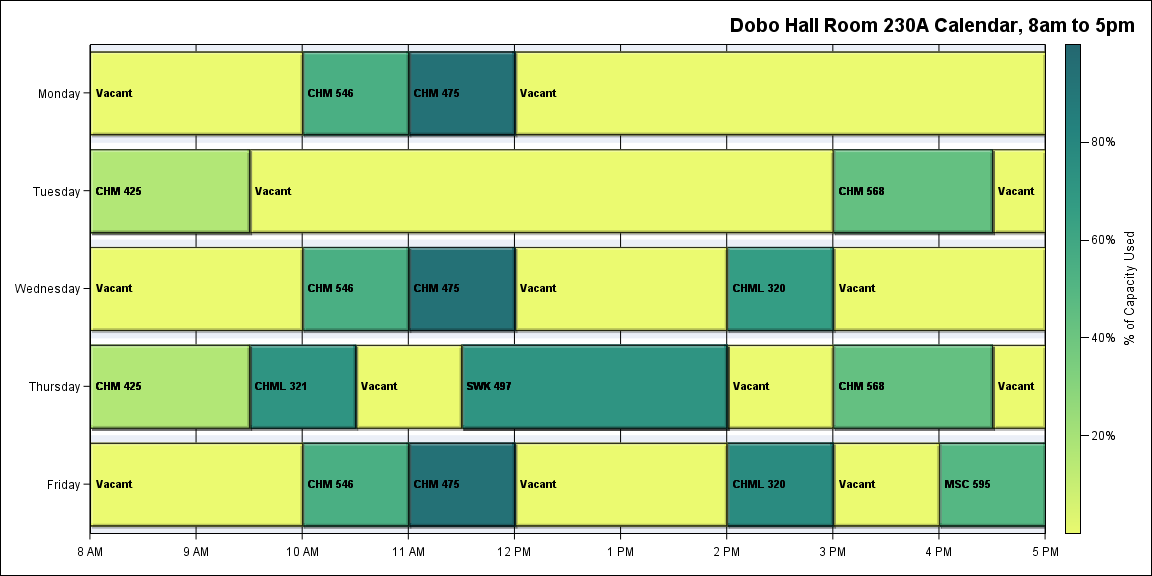 Dobo Hall Room 230A Calendar, 8am to 5pm
Monday
Vacant
CHM 546
CHM 475
Vacant
Tuesday
CHM 425
Vacant
CHM 568
Vacant
Wednesday
Vacant
CHM 546
CHM 475
Vacant
CHML 320
Vacant
Thursday
CHM 425
CHML 321
Vacant
SWK 497
Vacant
CHM 568
Vacant
Friday
Vacant
CHM 546
CHM 475
Vacant
CHML 320
Vacant
MSC 595
8 AM
9 AM
10 AM
11 AM
12 PM
1 PM
2 PM
3 PM
4 PM
5 PM
80%
60%
40%
20%
% of Capacity Used